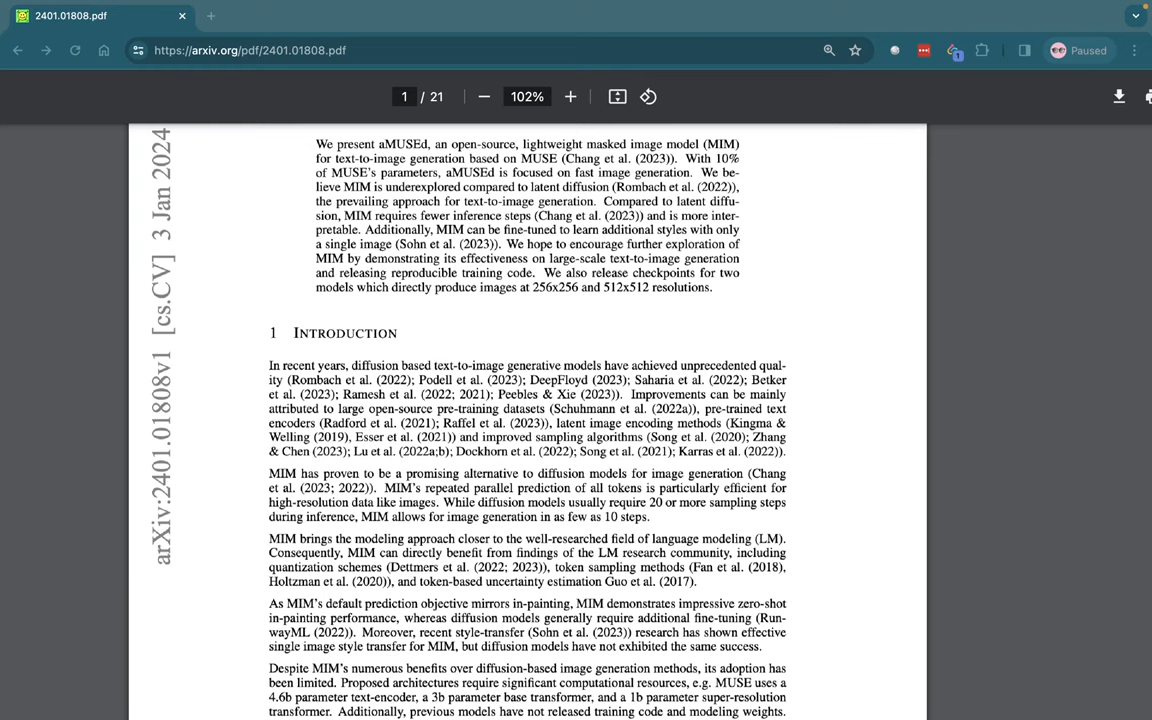 2401.01808.pdf
https://arxiv.org/pdf/2401.01808.pdf
1
Paused
1 / 21
102%
arXiv:2401.01808v1 [cs.CV] 3 Jan 2024
We present aMUSEd, an open-source, lightweight masked image model (MIM)
for text-to-image generation based on MUSE (Chang et al. (2023)). With 10%
of MUSE's parameters, aMUSEd is focused on fast image generation. We be-
lieve MIM is underexplored compared to latent diffusion (Rombach et al. (2022)),
the prevailing approach for text-to-image generation. Compared to latent diffu-
sion, MIM requires fewer inference steps (Chang et al. (2023)) and is more inter-
pretable. Additionally, MIM can be fine-tuned to learn additional styles with only
a single image (Sohn et al. (2023)). We hope to encourage further exploration of
MIM by demonstrating its effectiveness on large-scale text-to-image generation
and releasing reproducible training code. We also release checkpoints for two
models which directly produce images at 256x256 and 512x512 resolutions.
1 INTRODUCTION
In recent years, diffusion based text-to-image generative models have achieved unprecedented qual-
ity (Rombach et al. (2022); Podell et al. (2023); DeepFloyd (2023); Saharia et al. (2022); Betker
et al. (2023); Ramesh et al. (2022; 2021); Peebles & Xie (2023)). Improvements can be mainly
attributed to large open-source pre-training datasets (Schuhmann et al. (2022a)), pre-trained text
encoders (Radford et al. (2021); Raffel et al. (2023)), latent image encoding methods (Kingma &
Welling (2019), Esser et al. (2021)) and improved sampling algorithms (Song et al. (2020); Zhang
& Chen (2023); Lu et al. (2022a;b); Dockhorn et al. (2022); Song et al. (2021); Karras et al. (2022)).
MIM has proven to be a promising alternative to diffusion models for image generation (Chang
et al. (2023; 2022)). MIM's repeated parallel prediction of all tokens is particularly efficient for
high-resolution data like images. While diffusion models usually require 20 or more sampling steps
during inference, MIM allows for image generation in as few as 10 steps.
MIM brings the modeling approach closer to the well-researched field of language modeling (LM).
Consequently, MIM can directly benefit from findings of the LM research community, including
quantization schemes (Dettmers et al. (2022; 2023)), token sampling methods (Fan et al. (2018),
Holtzman et al. (2020)), and token-based uncertainty estimation Guo et al. (2017).
As MIM's default prediction objective mirrors in-painting, MIM demonstrates impressive zero-shot
in-painting performance, whereas diffusion models generally require additional fine-tuning (Run-
wayML (2022)). Moreover, recent style-transfer (Sohn et al. (2023)) research has shown effective
single image style transfer for MIM, but diffusion models have not exhibited the same success.
Despite MIM's numerous benefits over diffusion-based image generation methods, its adoption has
been limited. Proposed architectures require significant computational resources, e.g. MUSE uses a
4.6b parameter text-encoder, a 3b parameter base transformer, and a 1b parameter super-resolution
transformer. Additionally, previous models have not released training code and modeling weights.